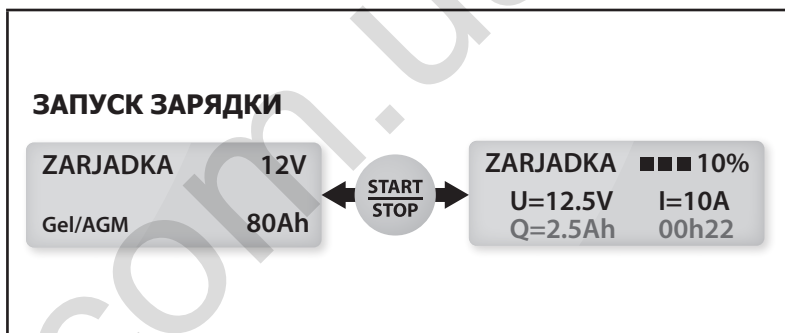 ЗАПУСК ЗАРЯДКИ
ZARJADKA 12V
Gel/AGM 80Ah
START
STOP
ZARJADKA ■■■ 10%
U=12.5V I=10A
Q=2.5Ah 00h22